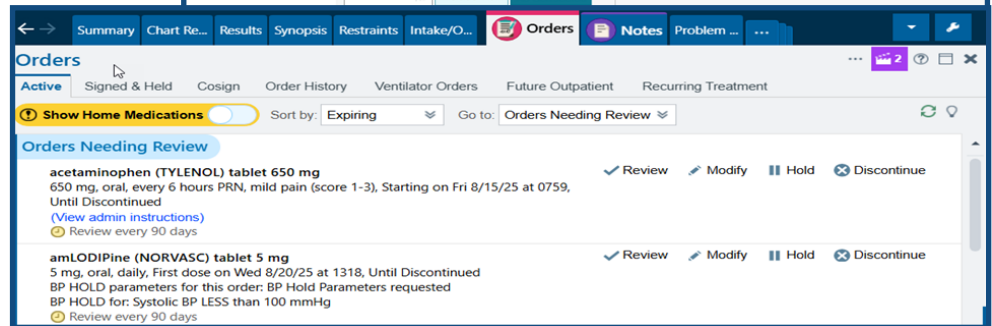 Summary Chart Re... Results Synopsis Restraints Intake/O... Orders Notes Problem ... ...
Orders
... 2
Active Signed & Held Cosign Order History Ventilator Orders Future Outpatient Recurring Treatment
Show Home Medications Sort by: Expiring Go to: Orders Needing Review
Orders Needing Review
acetaminophen (TYLENOL) tablet 650 mg Review Modify Hold Discontinue
650 mg, oral, every 6 hours PRN, mild pain (score 1-3), Starting on Fri 8/15/25 at 0759,
Until Discontinued
(View admin instructions)
Review every 90 days
amLODIPine (NORVASC) tablet 5 mg Review Modify Hold Discontinue
5 mg, oral, daily, First dose on Wed 8/20/25 at 1318, Until Discontinued
BP HOLD parameters for this order: BP Hold Parameters requested
BP HOLD for: Systolic BP LESS than 100 mmHg
Review every 90 days